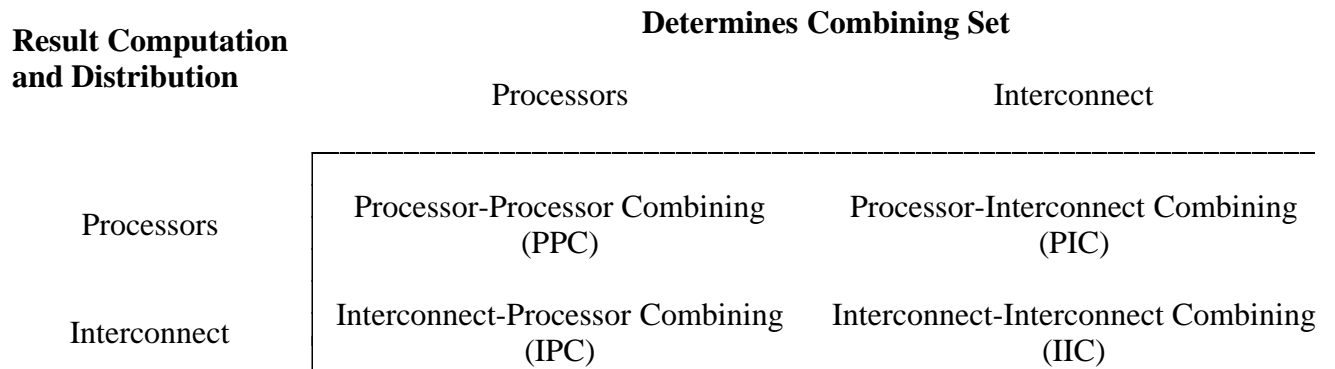 Determines Combining Set
Result Computation
and Distribution
Processors Interconnect
Processor-Processor Combining Processor-Interconnect Combining
Processors
(PPC) (PIC)
Interconnect-Processor Combining Interconnect-Interconnect Combining
Interconnect
(IPC) (IIC)